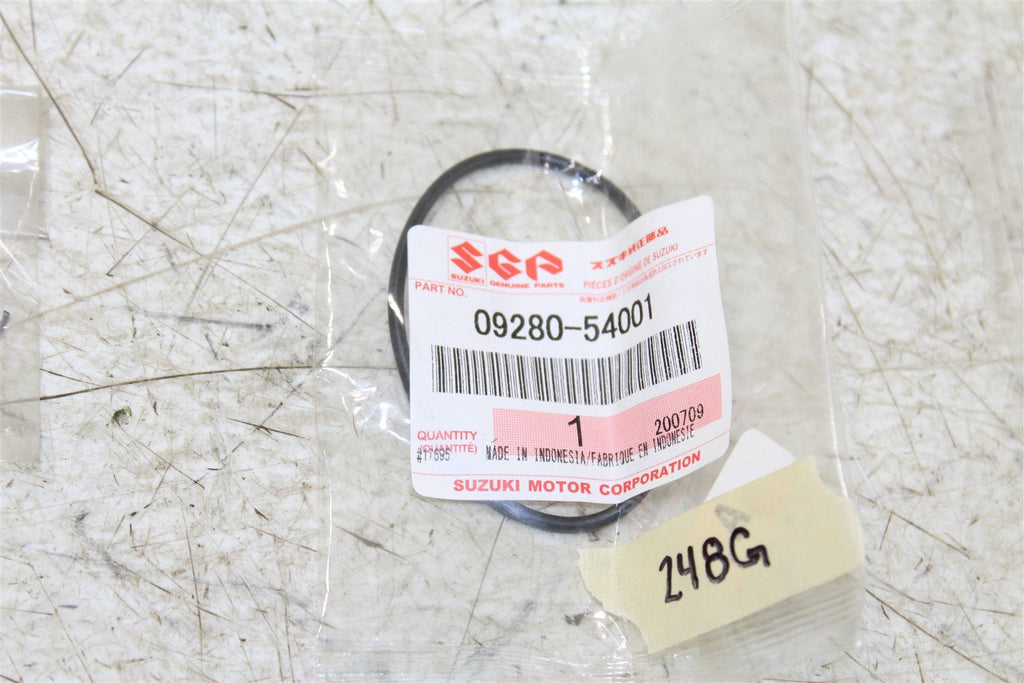 SGP
SUZUKI GENUINE PARTS
スズキ純正部品
PIÈCES D'ORIGINE DE SUZUKI
PART NO.
09280-54001
QUANTITY
(QUANTITÉ)
1
200709
#17695
MADE IN INDONESIA/FABRIQUE EN INDONESIE
SUZUKI MOTOR CORPORATION
A
248G